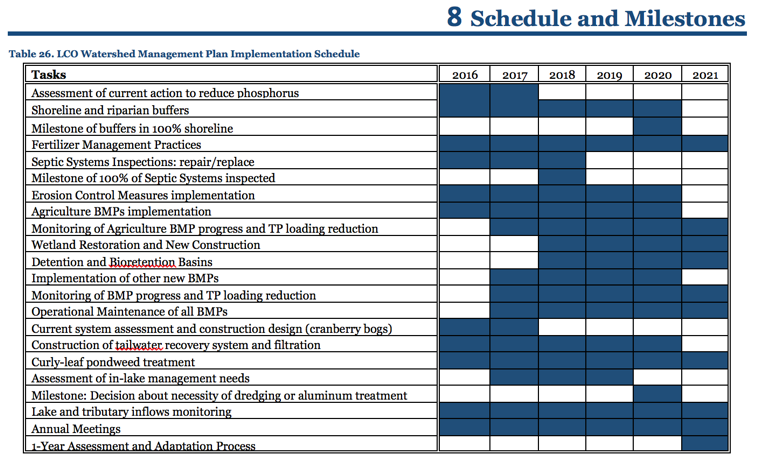 8 Schedule and Milestones
Table 26. LCO Watershed Management Plan Implementation Schedule
Tasks 2016 2017 2018 2019 2020 2021
Assessment of current action to reduce phosphorus
Shoreline and riparian buffers
Milestone of buffers in 100% shoreline
Fertilizer Management Practices
Septic Systems Inspections: repair/replace
Milestone of 100% of Septic Systems inspected
Erosion Control Measures implementation
Agriculture BMPs implementation
Monitoring of Agriculture BMP progress and TP loading reduction
Wetland Restoration and New Construction
Detention and Bioretention Basins
Implementation of other new BMPs
Monitoring of BMP progress and TP loading reduction
Operational Maintenance of all BMPs
Current system assessment and construction design (cranberry bogs)
Construction of tailwater recovery system and filtration
Curly-leaf pondweed treatment
Assessment of in-lake management needs
Milestone: Decision about necessity of dredging or aluminum treatment
Lake and tributary inflows monitoring
Annual Meetings
1-Year Assessment and Adaptation Process